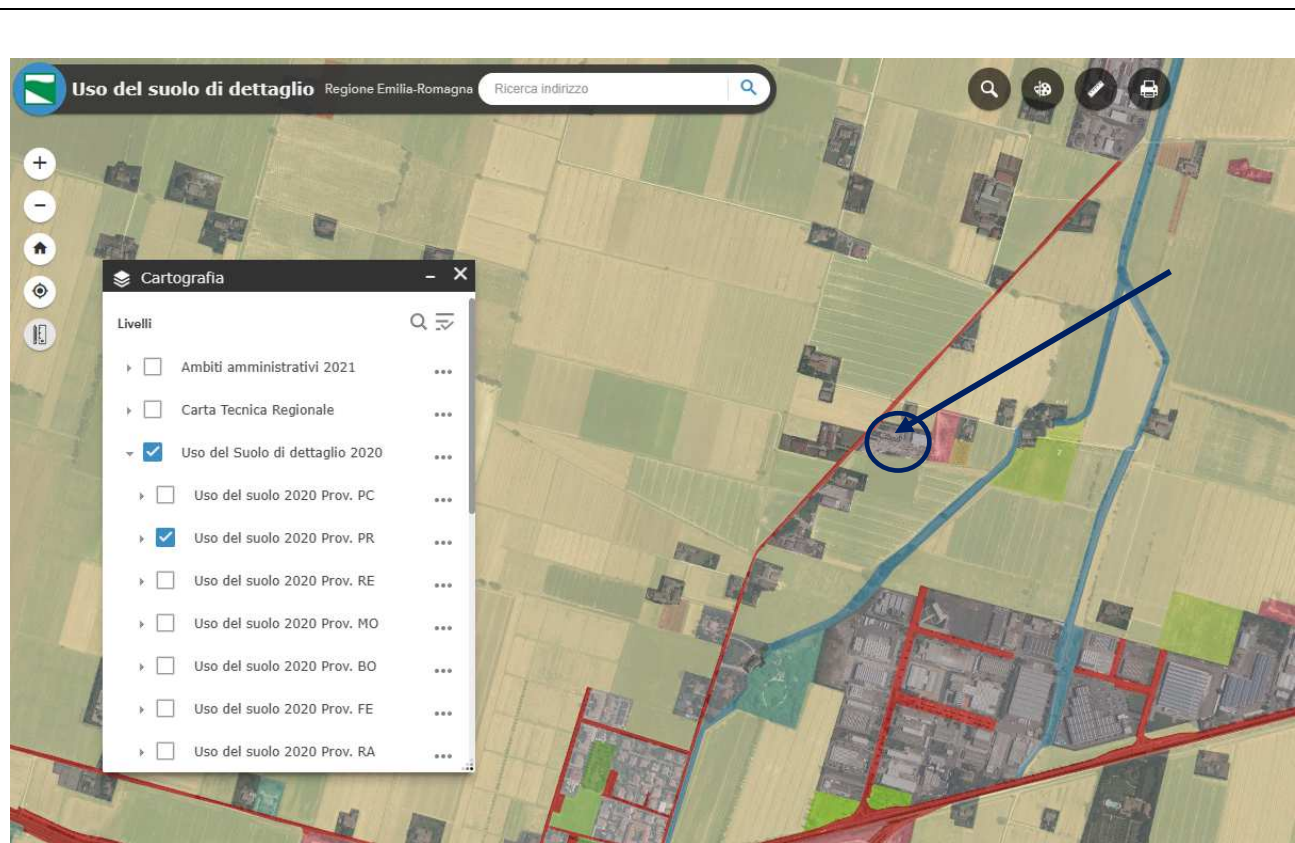 Uso del suolo di dettaglio Regione Emilia-Romagna Ricerca indirizzo
Cartografia
Livelli
Ambiti amministrativi 2021
Carta Tecnica Regionale
Uso del Suolo di dettaglio 2020
Uso del suolo 2020 Prov. PC
Uso del suolo 2020 Prov. PR
Uso del suolo 2020 Prov. RE
Uso del suolo 2020 Prov. MO
Uso del suolo 2020 Prov. BO
Uso del suolo 2020 Prov. FE
Uso del suolo 2020 Prov. RA